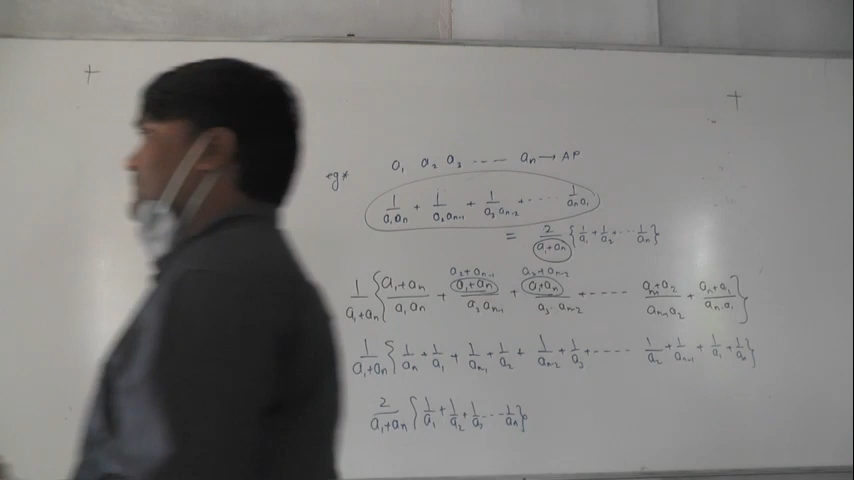 eg* a₁ a₂ a₃ ---- aₙ → AP
1/(a₁aₙ) + 1/(a₂aₙ₋₁) + 1/(a₃aₙ₋₂) + ---- 1/(aₙa₁)
= 2/(a₁+aₙ) {1/a₁ + 1/a₂ + --- 1/aₙ}
a₂+aₙ₋₁ a₃+aₙ₋₂
1/(a₁+aₙ) {(a₁+aₙ)/(a₁aₙ) + (a₁+aₙ)/(a₂aₙ₋₁) + (a₁+aₙ)/(a₃·aₙ₋₂) + ---- (aₙ₋₁+a₂)/(aₙ₋₁a₂) + (aₙ+a₁)/(aₙ·a₁)}
1/(a₁+aₙ) {1/aₙ + 1/a₁ + 1/aₙ₋₁ + 1/a₂ + 1/aₙ₋₂ + 1/a₃ + ---- 1/a₂ + 1/aₙ₋₁ + 1/a₁ + 1/aₙ}
2/(a₁+aₙ) {1/a₁ + 1/a₂ + 1/a₃ --- 1/aₙ}